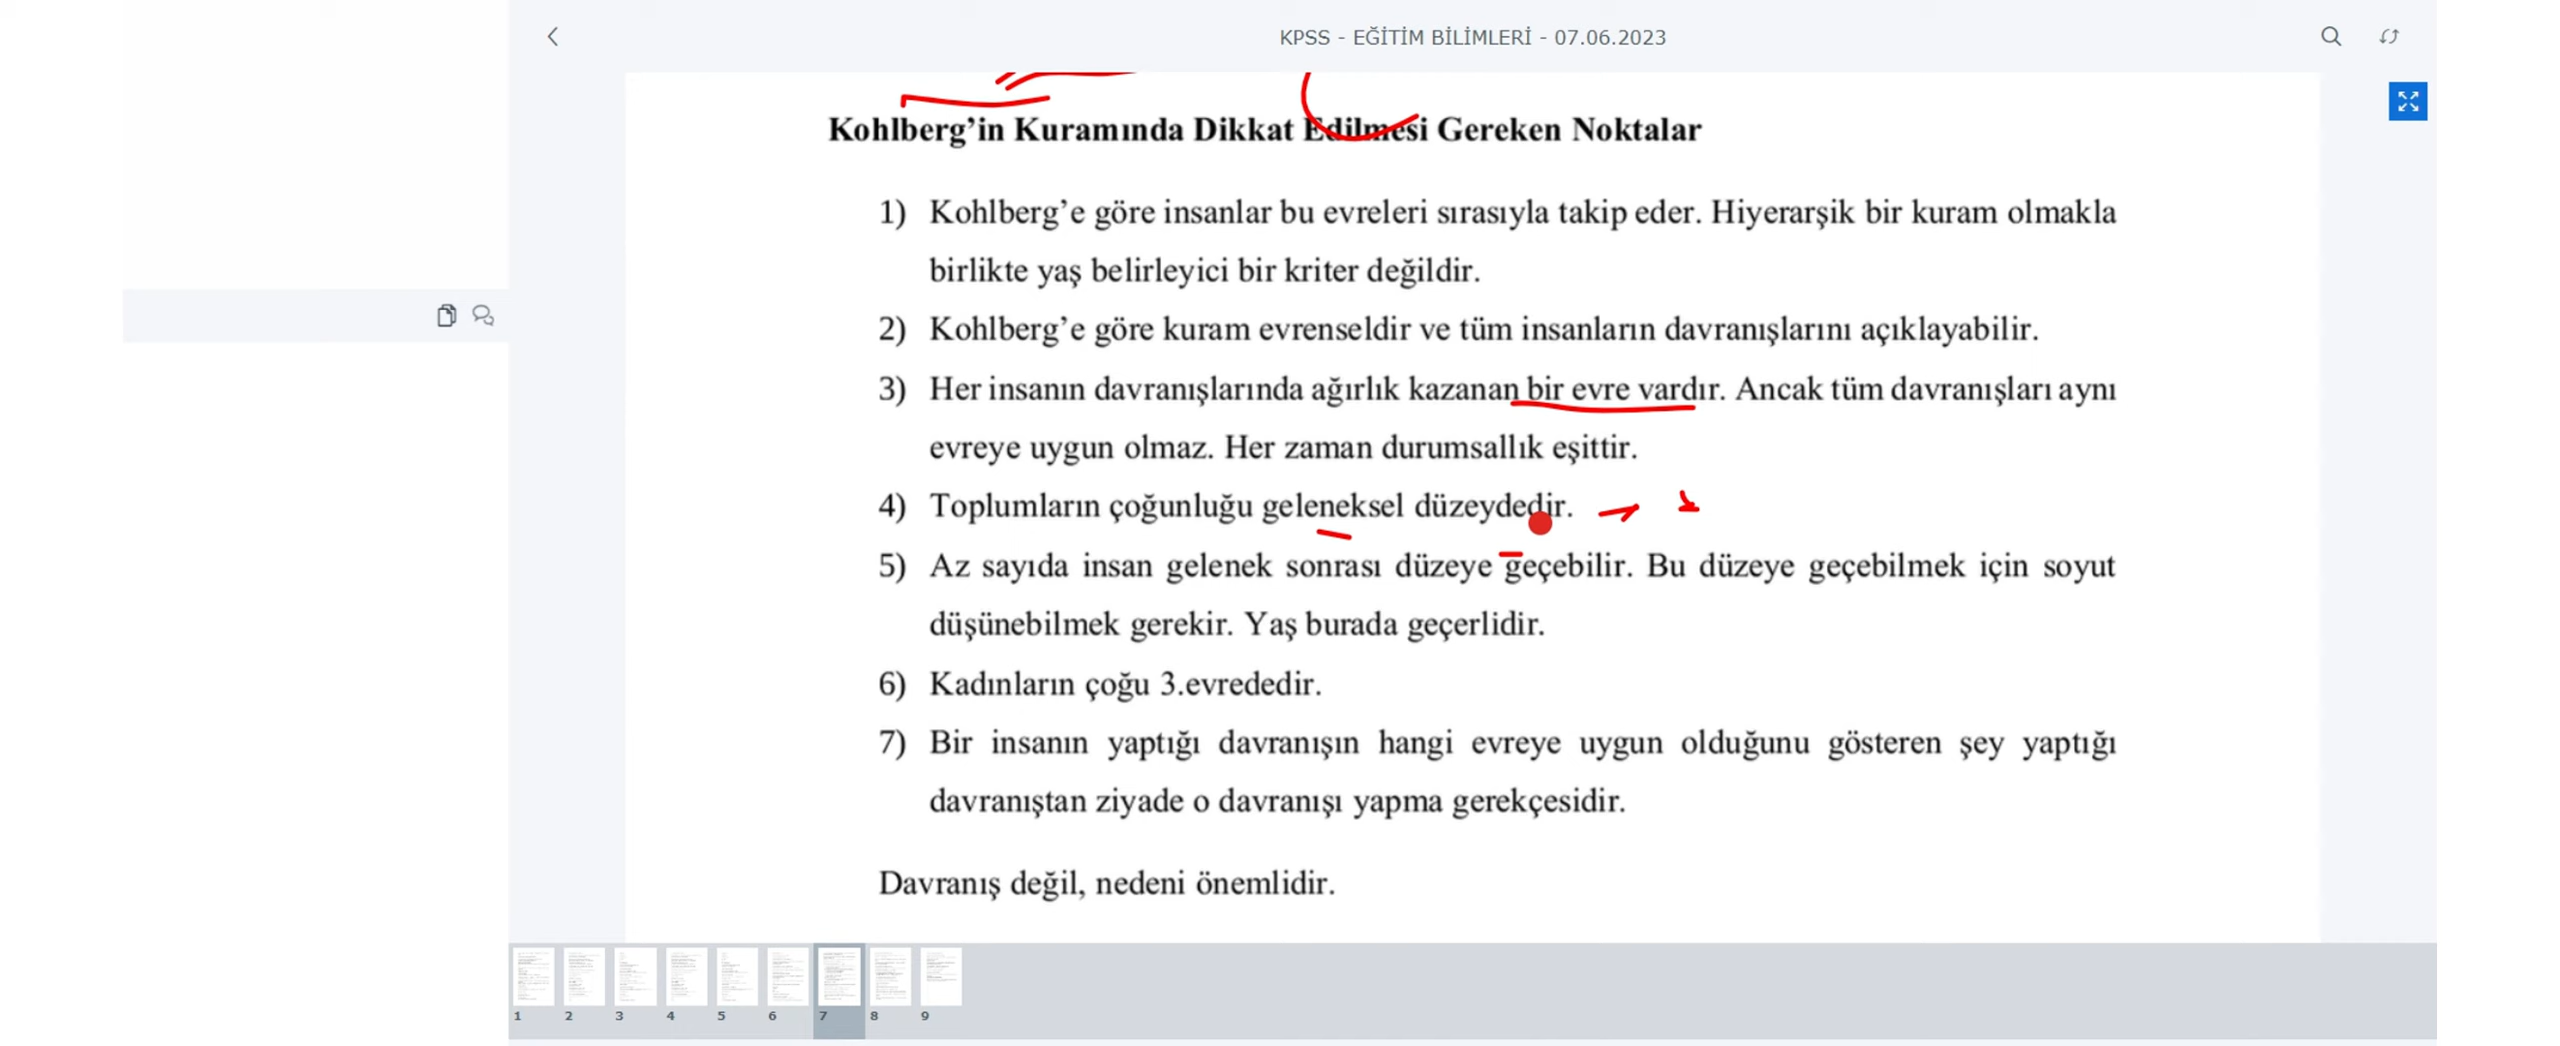 KPSS - EĞİTİM BİLİMLERİ - 07.06.2023
Kohlberg’in Kuramında Dikkat Edilmesi Gereken Noktalar
1) Kohlberg’e göre insanlar bu evreleri sırasıyla takip eder. Hiyerarşik bir kuram olmakla
birlikte yaş belirleyici bir kriter değildir.
2) Kohlberg’e göre kuram evrenseldir ve tüm insanların davranışlarını açıklayabilir.
3) Her insanın davranışlarında ağırlık kazanan bir evre vardır. Ancak tüm davranışları aynı
evreye uygun olmaz. Her zaman durumsallık eşittir.
4) Toplumların çoğunluğu geleneksel düzeydedir.
5) Az sayıda insan gelenek sonrası düzeye geçebilir. Bu düzeye geçebilmek için soyut
düşünebilmek gerekir. Yaş burada geçerlidir.
6) Kadınların çoğu 3.evrededir.
7) Bir insanın yaptığı davranışın hangi evreye uygun olduğunu gösteren şey yaptığı
davranıştan ziyade o davranışı yapma gerekçesidir.
Davranış değil, nedeni önemlidir.
1 2 3 4 5 6 7 8 9